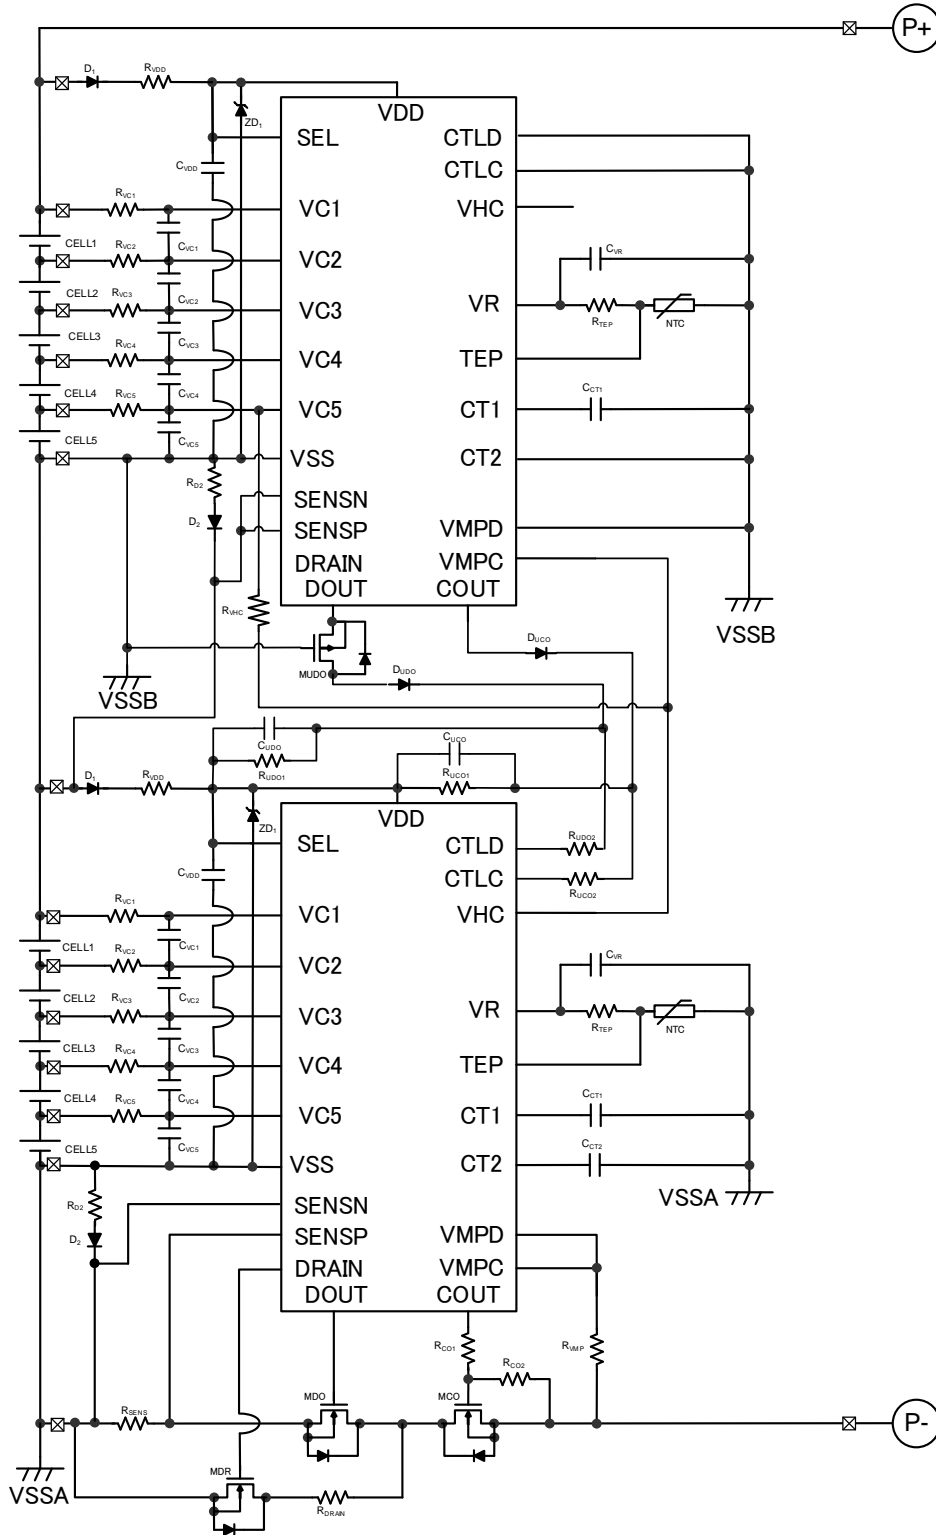 P+
D1
RVDD
ZD1
VDD
SEL
CTLD
CVDD
CTLC
RVC1
VC1
VHC
CELL1
RVC2
CVC1
VC2
CVR
CELL2
RVC3
CVC2
VC3
VR
RTEP
NTC
CELL3
RVC4
CVC3
VC4
TEP
CELL4
RVC5
CVC4
VC5
CT1
CCT1
CELL5
CVC5
VSS
CT2
RD2
SENSN
D2
SENSP
VMPD
DRAIN
VMPC
DOUT
COUT
RVHC
VSSB
DUCO
MUDO
DUDO
VSSB
CUDO
CUCO
RUDO1
RUCO1
D1
RVDD
ZD1
VDD
SEL
CTLD
RUDO2
CVDD
CTLC
RUCO2
RVC1
VC1
VHC
CELL1
RVC2
CVC1
VC2
CVR
CELL2
RVC3
CVC2
VC3
VR
RTEP
NTC
CELL3
RVC4
CVC3
VC4
TEP
CELL4
RVC5
CVC4
VC5
CT1
CCT1
CELL5
CVC5
VSS
CT2
CCT2
RD2
SENSN
VSSA
D2
SENSP
VMPD
DRAIN
VMPC
DOUT
COUT
RCO1
RVMP
RCO2
MDO
MCO
RSENS
P-
VSSA
MDR
RDRAIN